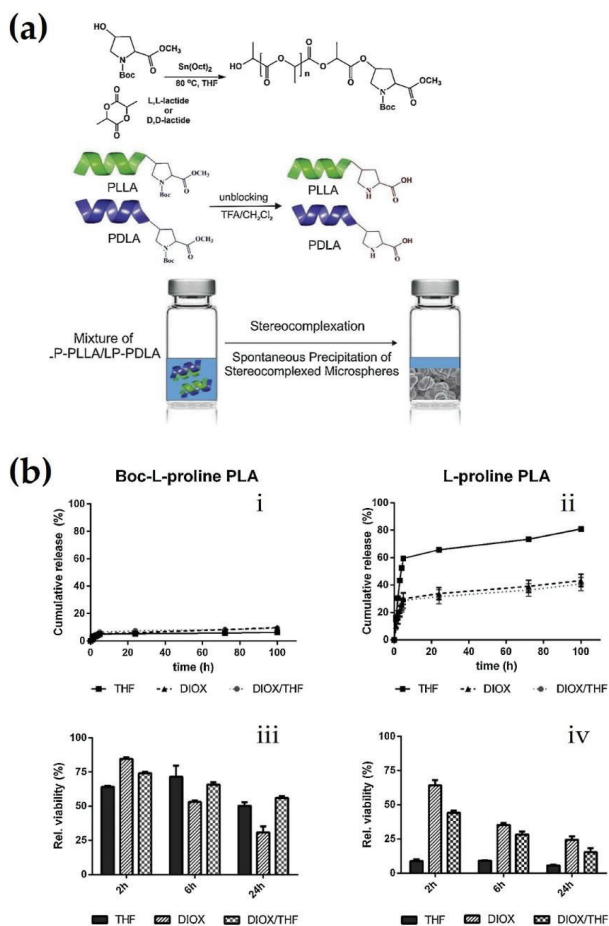 (a)
HO
O
OCH₃
N
Boc
Sn(Oct)₂
80 ºC, THF
L,L-lactide
or
D,D-lactide
HO
O
O
n
O
O
O
OCH₃
N
Boc
PLLA
OCH₃
O
N
Boc
PDLA
OCH₃
O
N
Boc
unblocking
TFA/CH₂Cl₂
PLLA
OH
O
N
H
PDLA
OH
O
N
H
Mixture of
LP-PLLA/LP-PDLA
Stereocomplexation
Spontaneous Precipitation of
Stereocomplexed Microspheres
(b)
Boc-L-proline PLA
i
Cumulative release (%)
100
80
60
40
20
0
0 20 40 60 80 100
time (h)
THF DIOX DIOX/THF
L-proline PLA
ii
Cumulative release (%)
100
80
60
40
20
0
0 20 40 60 80 100
time (h)
THF DIOX DIOX/THF
iii
Rel. viability
(%)
100
75
50
25
0
2h 6h 24h
THF DIOX DIOX/THF
iv
Rel. viability
(%)
100
75
50
25
0
2h 6h 24h
THF DIOX DIOX/THF